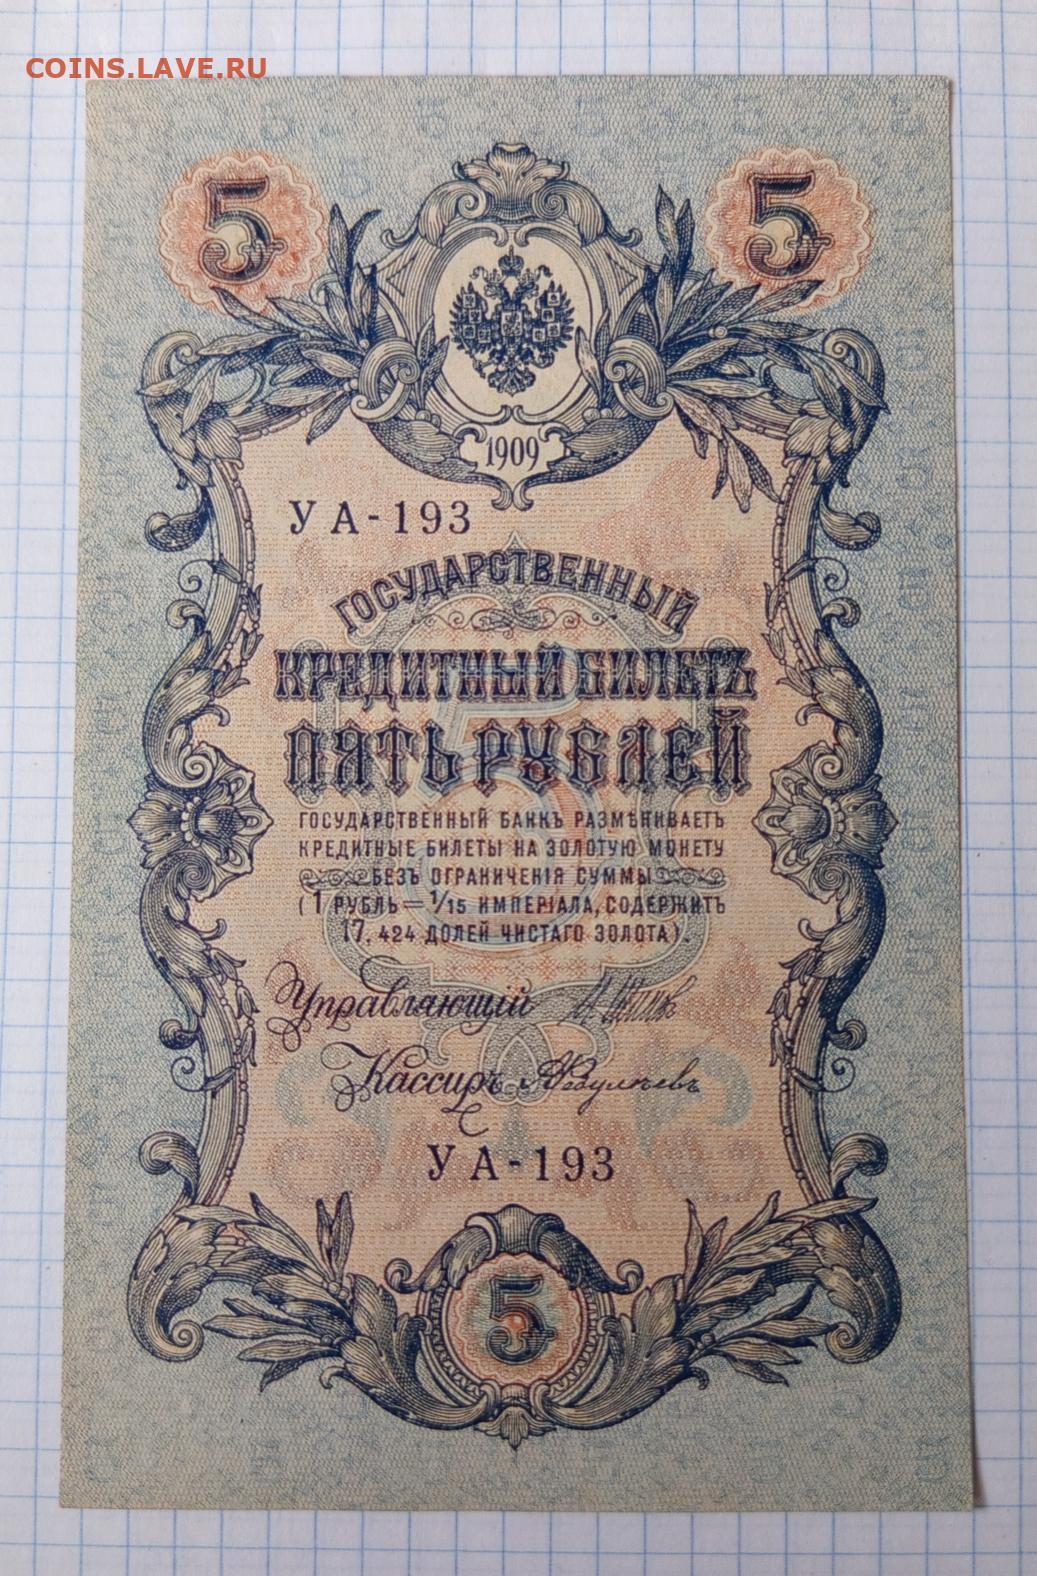 COINS.LAVE.RU
5 5
1909
УА-193
ГОСУДАРСТВЕННЫЙ
КРЕДИТНЫЙ БИЛЕТЪ
ПЯТЬ РУБЛЕЙ
ГОСУДАРСТВЕННЫЙ БАНКЪ РАЗМѢНИВАЕТЪ
КРЕДИТНЫЕ БИЛЕТЫ НА ЗОЛОТУЮ МОНЕТУ
БЕЗЪ ОГРАНИЧЕНІЯ СУММЫ
(1 РУБЛЬ = 1/15 ИМПЕРІАЛА, СОДЕРЖИТЪ
17,424 ДОЛЕЙ ЧИСТАГО ЗОЛОТА).
Управляющій
Кассиръ
УА-193
5